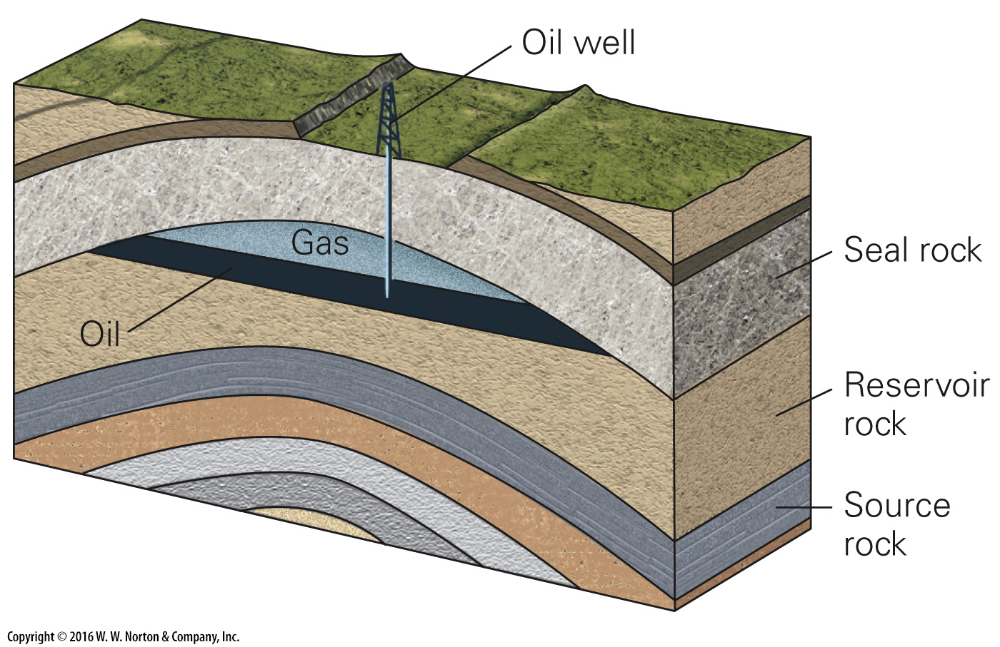 Oil well
Gas
Seal rock
Oil
Reservoir
rock
Source
rock
Copyright © 2016 W. W. Norton & Company, Inc.